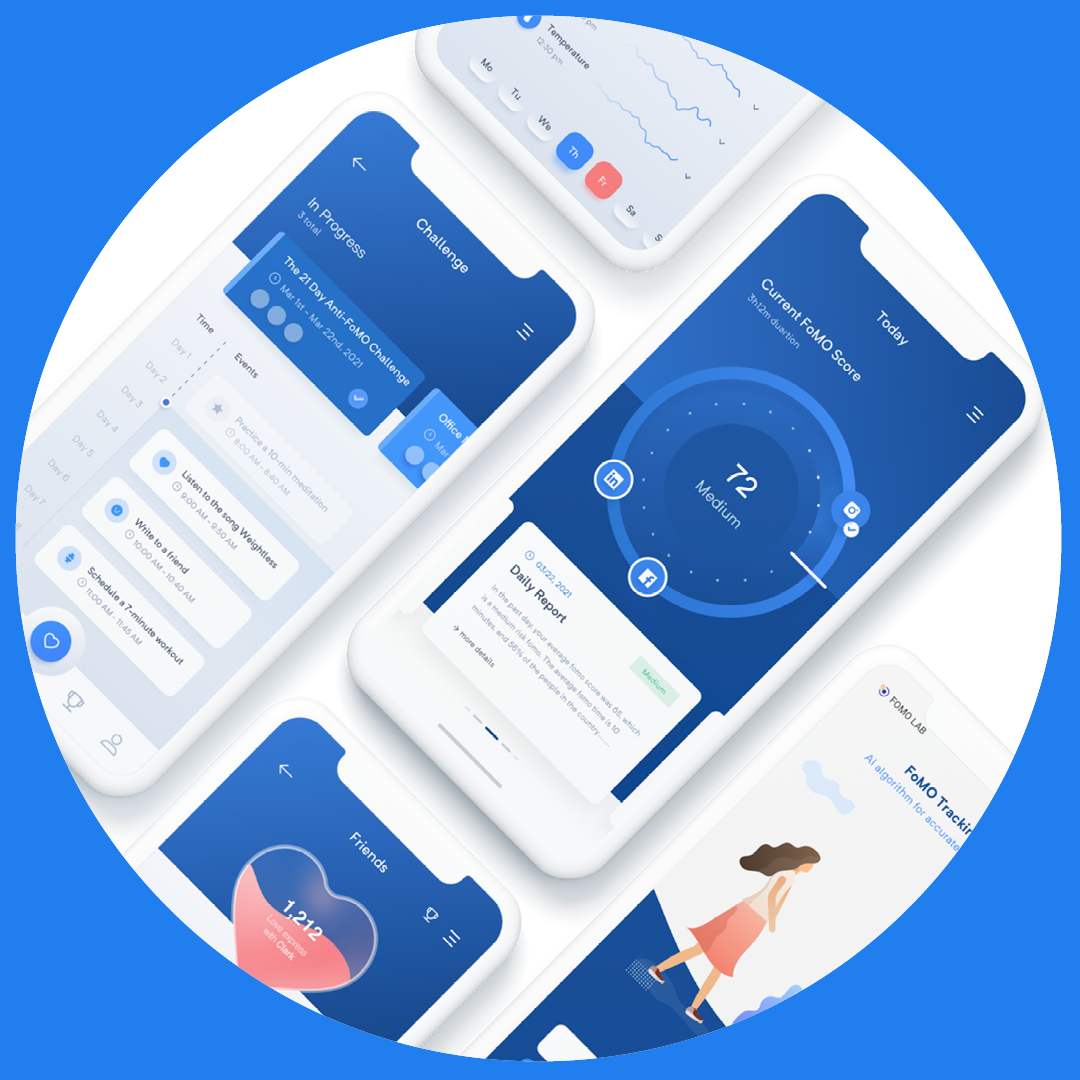 pm
Temperature
12:30 pm
Mo
Tu
We
Th
Fr
Sa
S
Challenge
In Progress
3 total
The 21 Day Anti-FoMO Challenge
Mar 1st - Mar 22nd, 2021
Office
Mar
Time
Events
Day 1
Day 2
Day 3
Day 4
Day 5
Day 6
Day 7
Practice a 10-min meditation
8:00 AM - 8:40 AM
Listen to the song Weightless
9:00 AM - 9:50 AM
Write to a friend
10:00 AM - 10:40 AM
Schedule a 7-minute workout
11:00 AM - 11:45 AM
Today
Current FoMO Score
3h12m duartion
72
Medium
in
f
03/22, 2021
Daily Report
In the past day, your average fomo score was 65, which
is a medium risk fomo. The average fomo time is 10
minutes, and 56% of the people in the country......
Medium
more details
Friends
1,212
Love express
with Clark
FOMO LAB
FoMO Trackin
AI algorithm for accurate